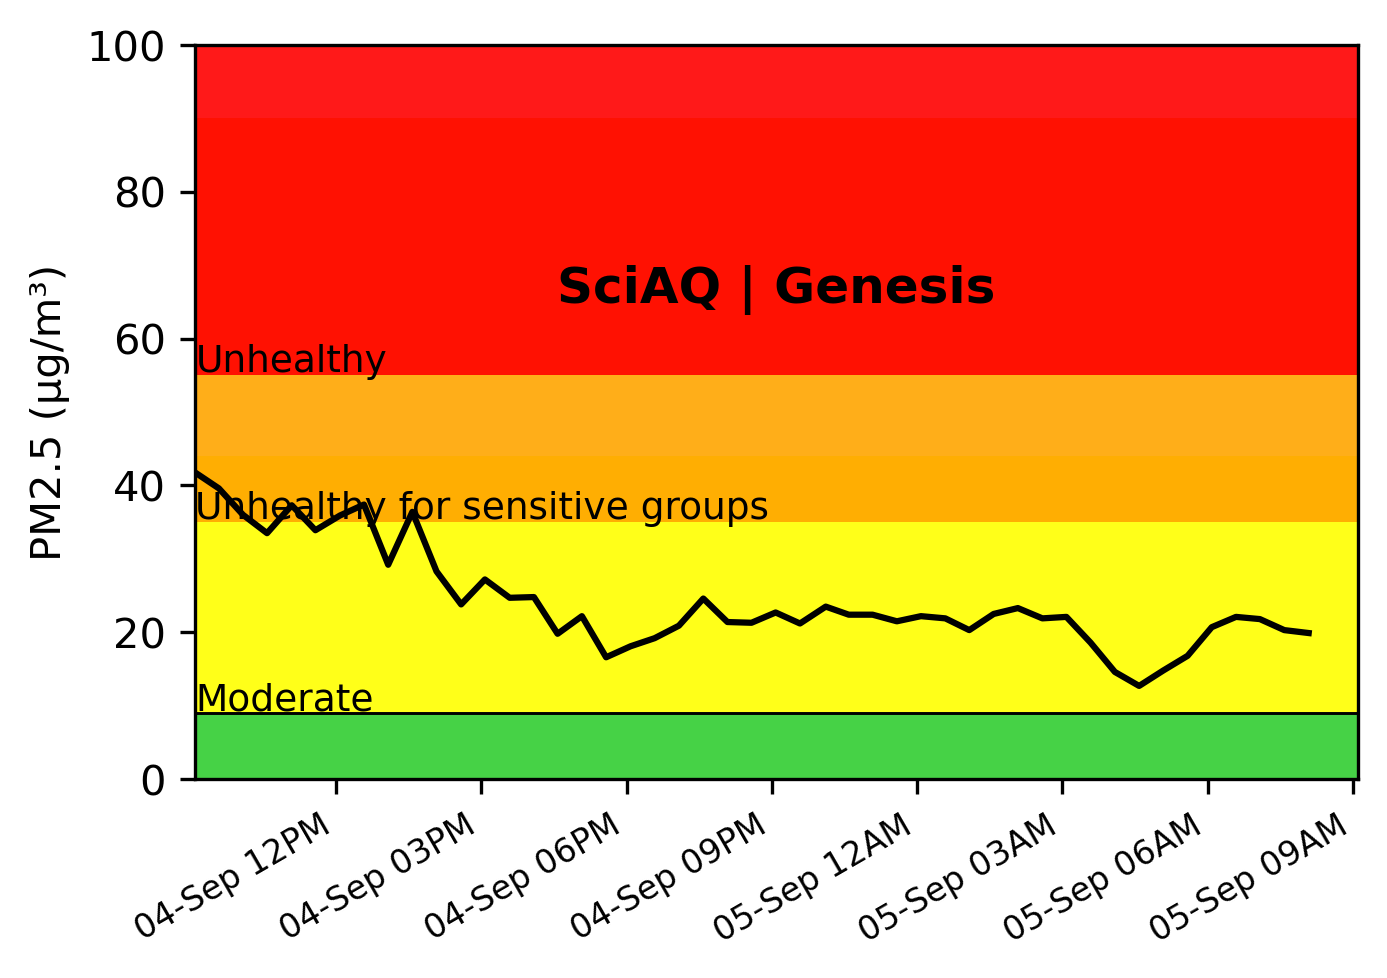 100
80
60
40
20
0
PM2.5 (µg/m³)
SciAQ | Genesis
Unhealthy
Unhealthy for sensitive groups
Moderate
04-Sep 12PM
04-Sep 03PM
04-Sep 06PM
04-Sep 09PM
05-Sep 12AM
05-Sep 03AM
05-Sep 06AM
05-Sep 09AM